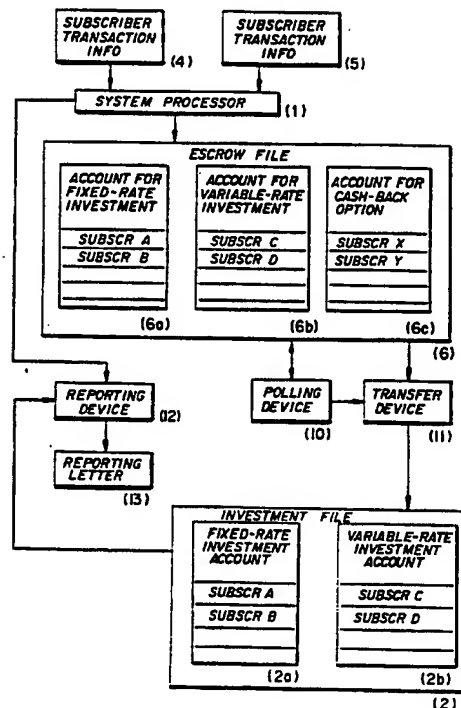 SUBSCRIBER
TRANSACTION
INFO
(4)
SUBSCRIBER
TRANSACTION
INFO
(5)
SYSTEM PROCESSOR
(1)
ESCROW FILE
ACCOUNT FOR
FIXED-RATE
INVESTMENT
SUBSCR A
SUBSCR B
(6a)
ACCOUNT FOR
VARIABLE-RATE
INVESTMENT
SUBSCR C
SUBSCR D
(6b)
ACCOUNT FOR
CASH-BACK
OPTION
SUBSCR X
SUBSCR Y
(6c)
(6)
REPORTING
DEVICE
(12)
POLLING
DEVICE
(10)
TRANSFER
DEVICE
(11)
REPORTING
LETTER
(13)
INVESTMENT FILE
FIXED-RATE
INVESTMENT
ACCOUNT
SUBSCR A
SUBSCR B
(2a)
VARIABLE-RATE
INVESTMENT
ACCOUNT
SUBSCR C
SUBSCR D
(2b)
(2)